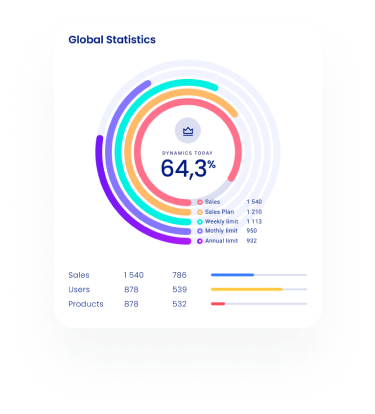 Global Statistics
DYNAMICS TODAY
64,3%
Sales 1 540
Sales Plan 1 210
Weekly limit 1 113
Mothly limit 950
Annual limit 932
Sales 1 540 786
Users 878 539
Products 878 532